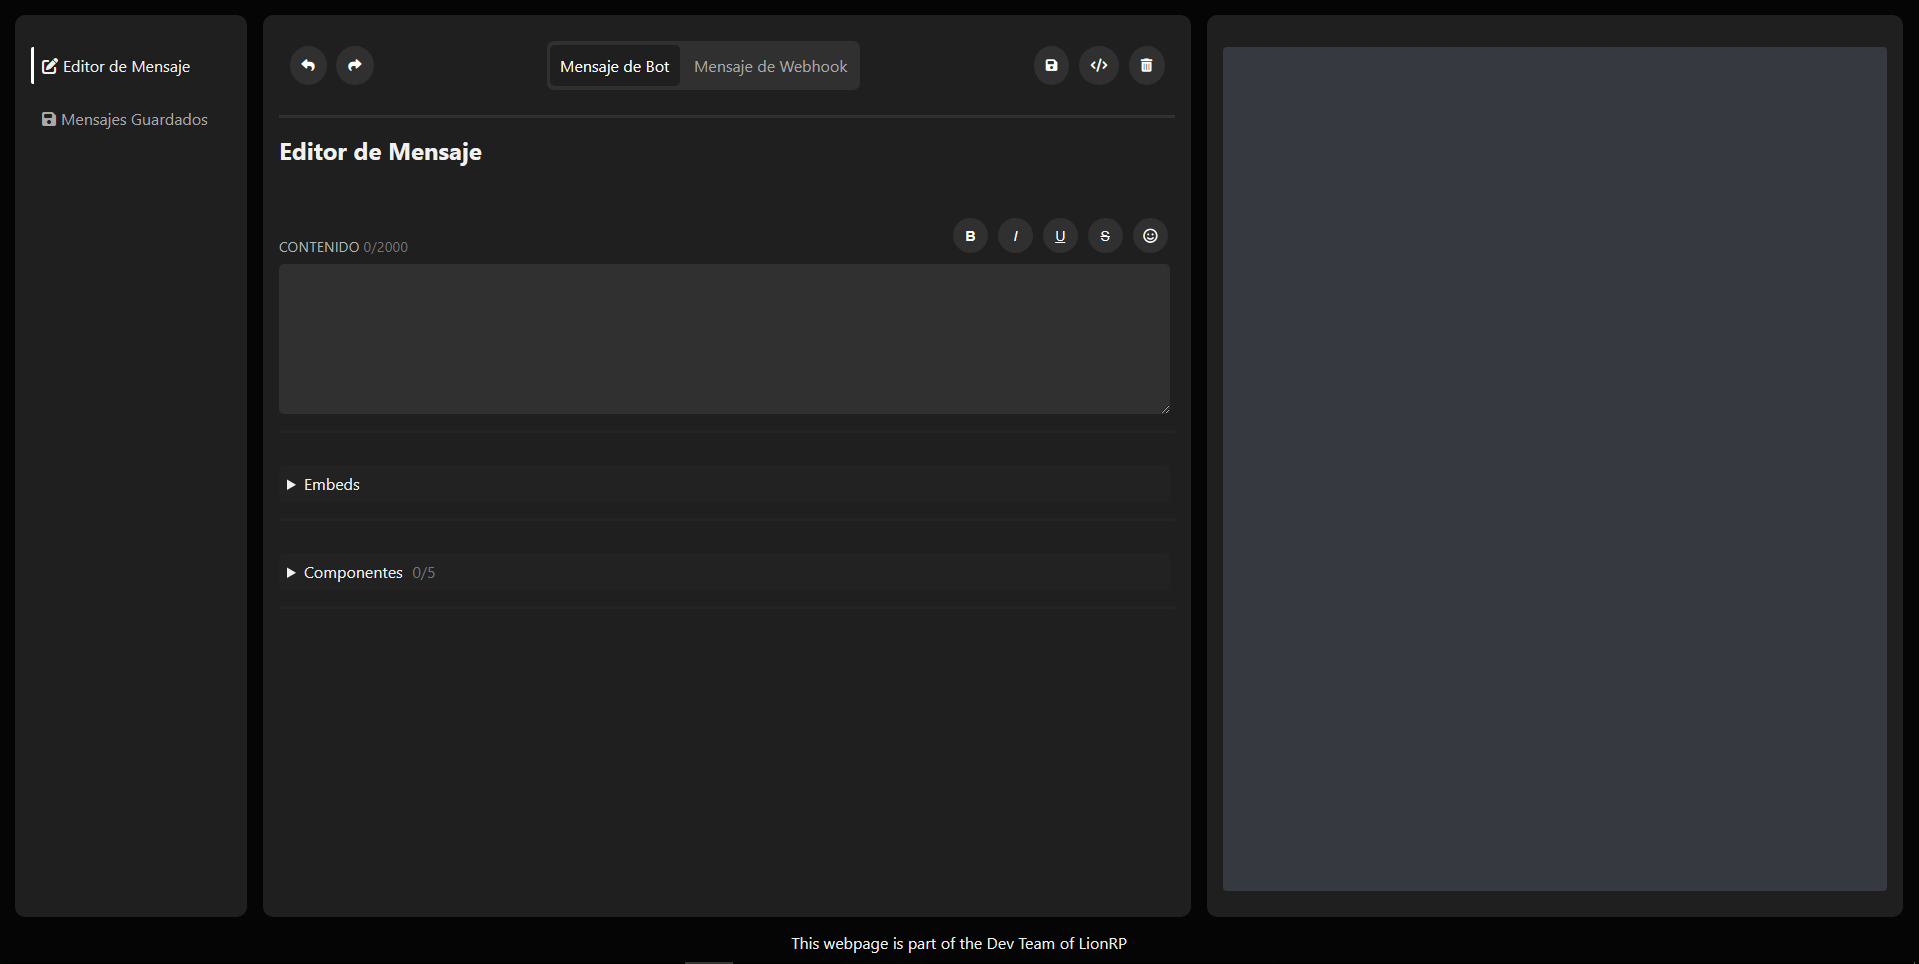 Editor de Mensaje
Mensajes Guardados
Mensaje de Bot Mensaje de Webhook
Editor de Mensaje
CONTENIDO 0/2000
B I U S
Embeds
Componentes 0/5
This webpage is part of the Dev Team of LionRP